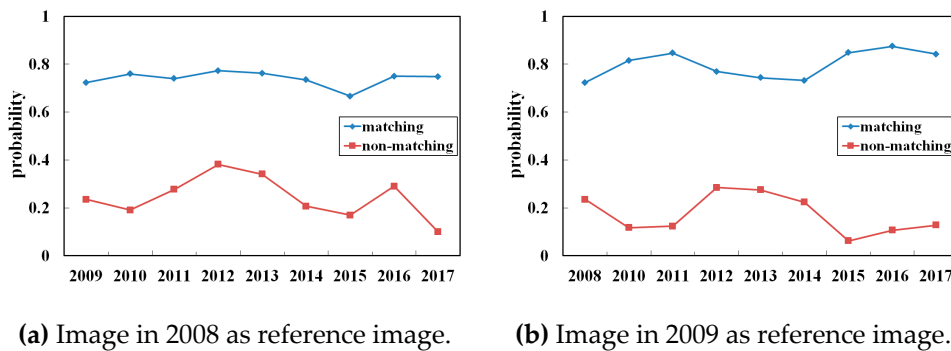 1
0.8
0.6
0.4
0.2
0
probability
matching
non-matching
2009 2010 2011 2012 2013 2014 2015 2016 2017
(a) Image in 2008 as reference image.
1
0.8
0.6
0.4
0.2
0
probability
matching
non-matching
2008 2010 2011 2012 2013 2014 2015 2016 2017
(b) Image in 2009 as reference image.